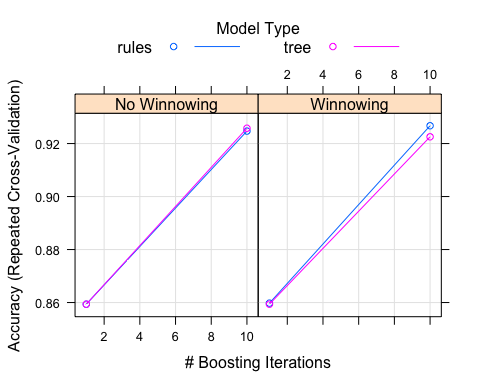 Model Type
rules tree
2 4 6 8 10
No Winnowing Winnowing
0.92
0.90
0.88
0.86
2 4 6 8 10
Accuracy (Repeated Cross-Validation)
# Boosting Iterations